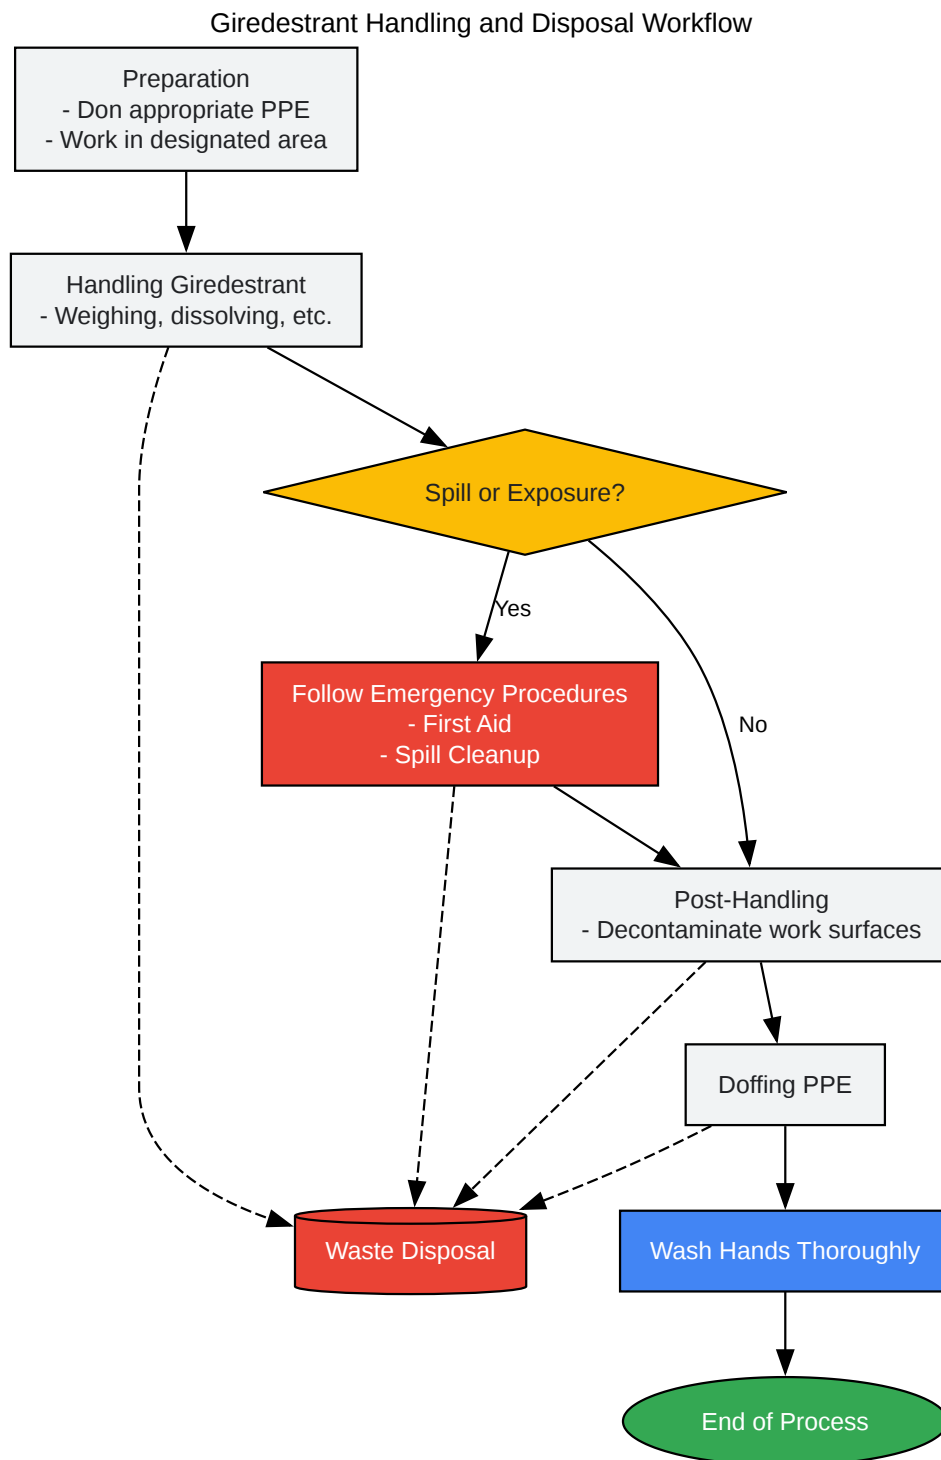 Giredestrant Handling and Disposal Workflow
Preparation
- Don appropriate PPE
- Work in designated area
Handling Giredestrant
- Weighing, dissolving, etc.
Spill or Exposure?
Yes
Follow Emergency Procedures
- First Aid
- Spill Cleanup
No
Post-Handling
- Decontaminate work surfaces
Doffing PPE
Waste Disposal
Wash Hands Thoroughly
End of Process